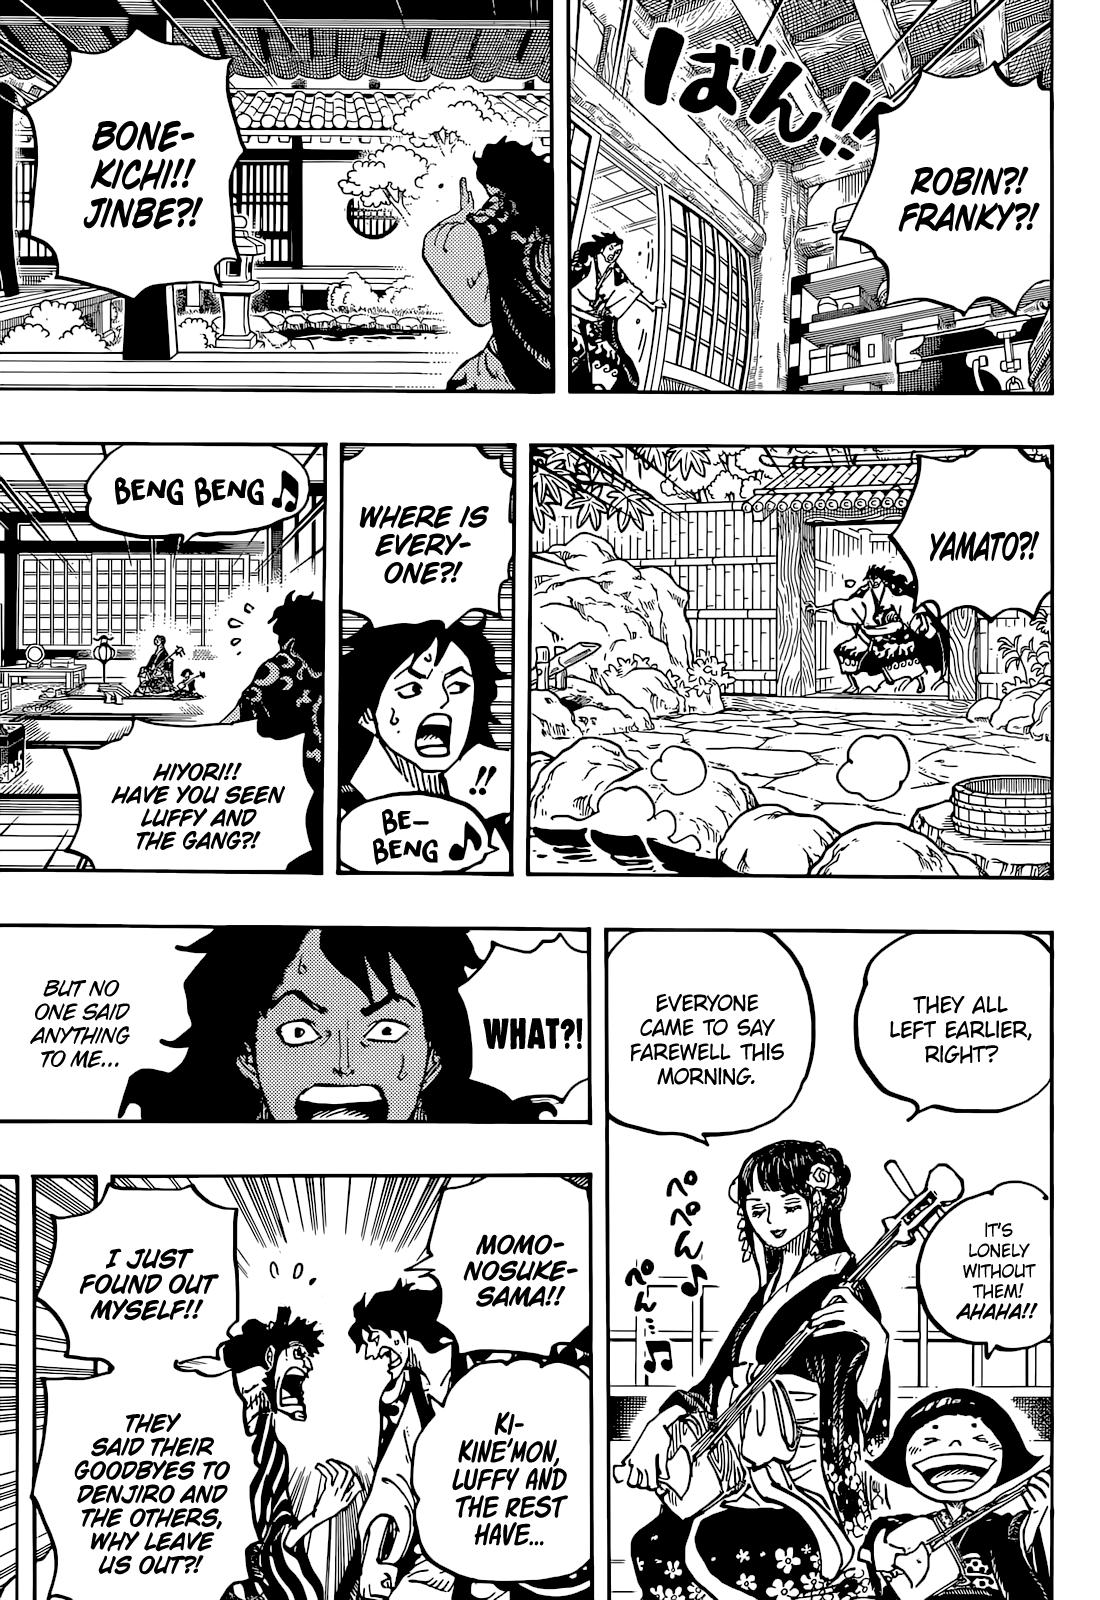 ばん!!
ROBIN?!
FRANKY?!
BONE-
KICHI!!
JINBE?!
YAMATO?!
WHERE IS
EVERY-
ONE?!
!!
BE-
BENG ♪
BENG BENG ♫
HIYORI!!
HAVE YOU SEEN
LUFFY AND
THE GANG?!
THEY ALL
LEFT EARLIER,
RIGHT?
EVERYONE
CAME TO SAY
FAREWELL THIS
MORNING.
ペペペん♪
ペん……♫
IT'S
LONELY
WITHOUT
THEM!
AHAHA!!
WHAT?!
BUT NO
ONE SAID
ANYTHING
TO ME...
MOMO-
NOSUKE-
SAMA!!
KI-
KINE'MON,
LUFFY AND
THE REST
HAVE...
I JUST
FOUND OUT
MYSELF!!
THEY
SAID THEIR
GOODBYES TO
DENJIRO AND
THE OTHERS,
WHY LEAVE
US OUT?!